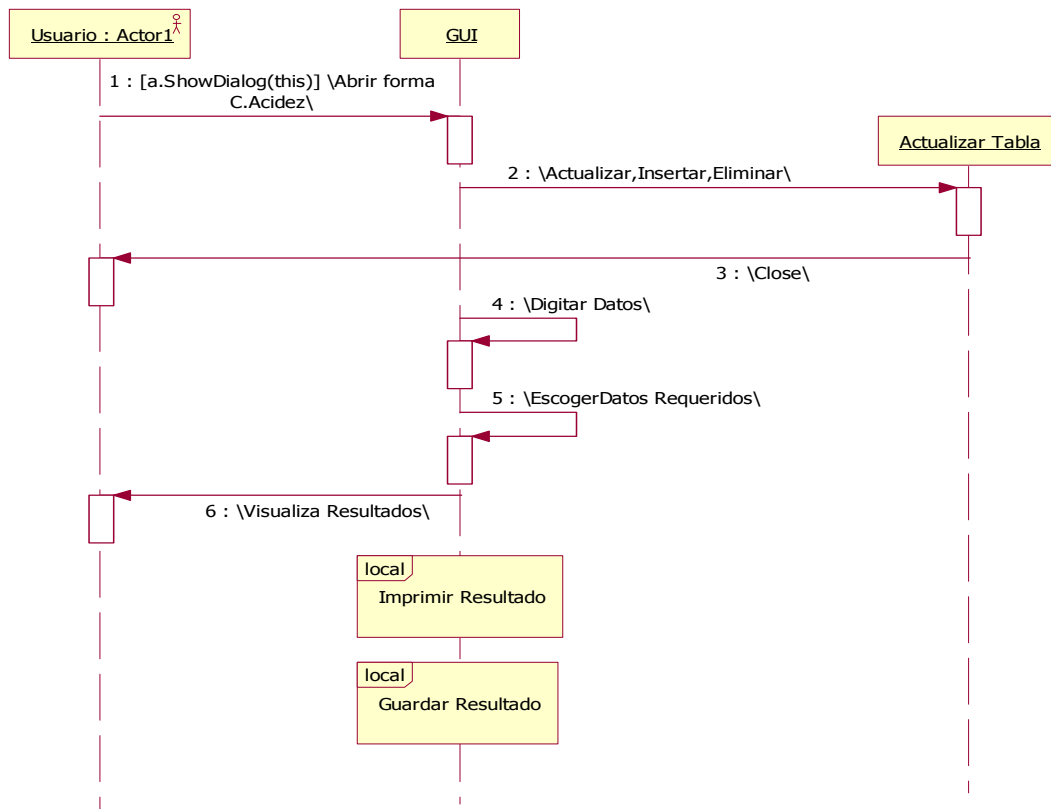 Usuario : Actor1
GUI
1 : [a.ShowDialog(this)] \Abrir forma
C.Acidez\
Actualizar Tabla
2 : \Actualizar,Insertar,Eliminar\
3 : \Close\
4 : \Digitar Datos\
5 : \EscogerDatos Requeridos\
6 : \Visualiza Resultados\
local
Imprimir Resultado
local
Guardar Resultado